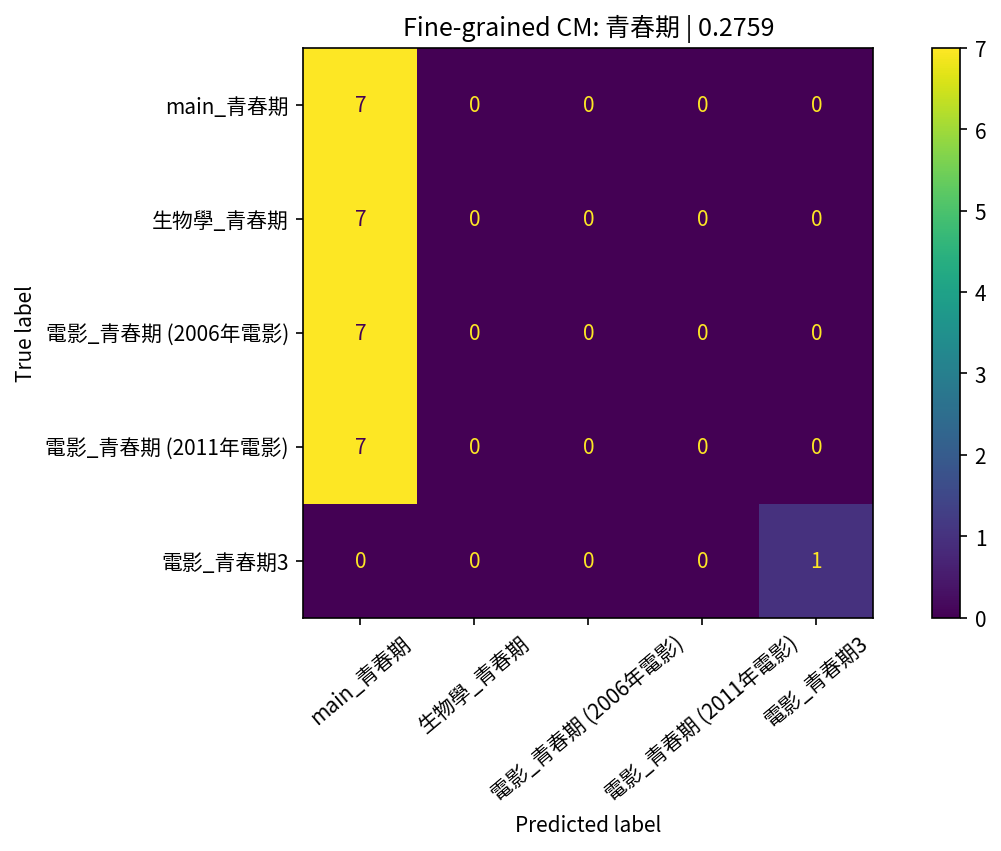 Fine-grained CM: 青春期 | 0.2759
True label
main_青春期
7 0 0 0 0
生物學_青春期
7 0 0 0 0
電影_青春期 (2006年電影)
7 0 0 0 0
電影_青春期 (2011年電影)
7 0 0 0 0
電影_青春期3
0 0 0 0 1
main_青春期
生物學_青春期
電影_青春期 (2006年電影)
電影_青春期 (2011年電影)
電影_青春期3
Predicted label
7
6
5
4
3
2
1
0